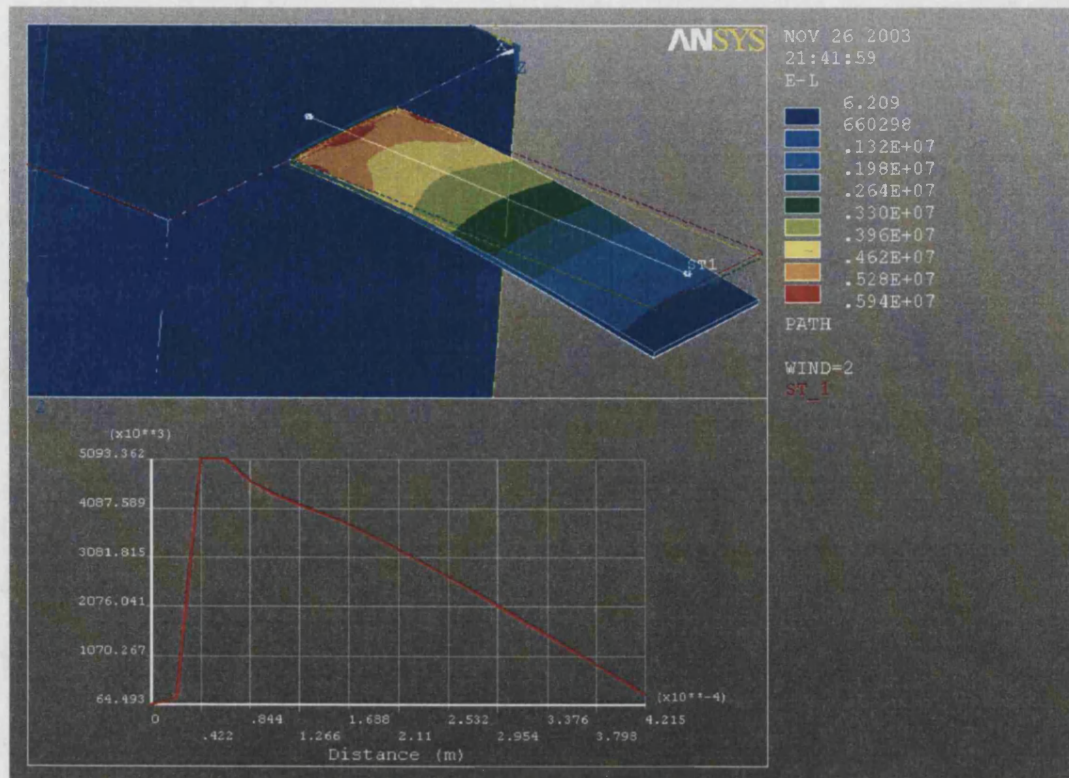 1
ANSYS
NOV 26 2003
21:41:59
E-L
6.209
660298
.132E+07
.198E+07
.264E+07
.330E+07
.396E+07
.462E+07
.528E+07
.594E+07
PATH
WIND=2
ST_1
Z
ST1
2
(x10**3)
5093.362
4087.589
3081.815
2076.041
1070.267
64.493
(x10**-4)
0 .844 1.688 2.532 3.376 4.215
.422 1.266 2.11 2.954 3.798
Distance (m)